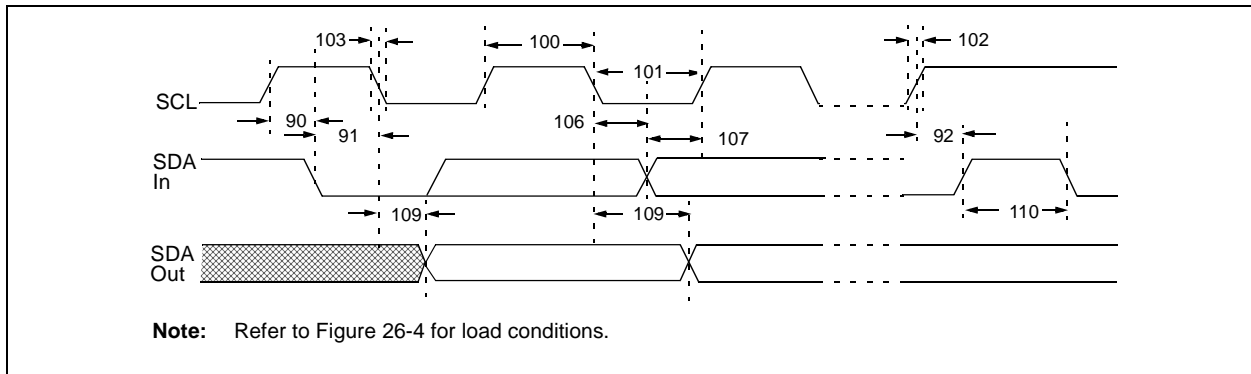 103
100
102
101
SCL
90
91
106
107
92
SDA
In
109
109
110
SDA
Out
Note: Refer to Figure 26-4 for load conditions.